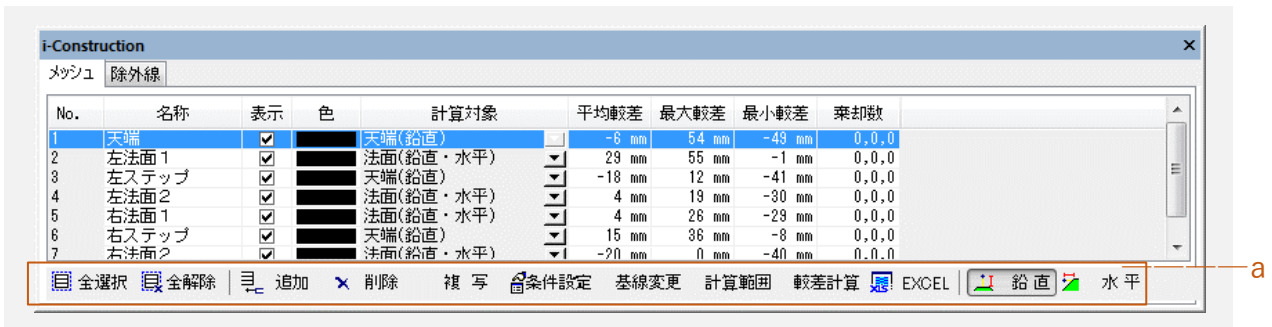 i-Construction ×
メッシュ 除外線
No. 名称 表示 色 計算対象 平均較差 最大較差 最小較差 棄却数
1 天端 天端(鉛直) -6 mm 54 mm -49 mm 0,0,0
2 左法面1 法面(鉛直・水平) 29 mm 55 mm -1 mm 0,0,0
3 左ステップ 天端(鉛直) -18 mm 12 mm -41 mm 0,0,0
4 左法面2 法面(鉛直・水平) 4 mm 19 mm -30 mm 0,0,0
5 右法面1 法面(鉛直・水平) 4 mm 26 mm -29 mm 0,0,0
6 右ステップ 天端(鉛直) 15 mm 36 mm -8 mm 0,0,0
7 右法面2 法面(鉛直・水平) -20 mm 0 mm -40 mm 0,0,0
全選択 全解除 追加 削除 複写 条件設定 基線変更 計算範囲 較差計算 EXCEL 鉛直 水平 a